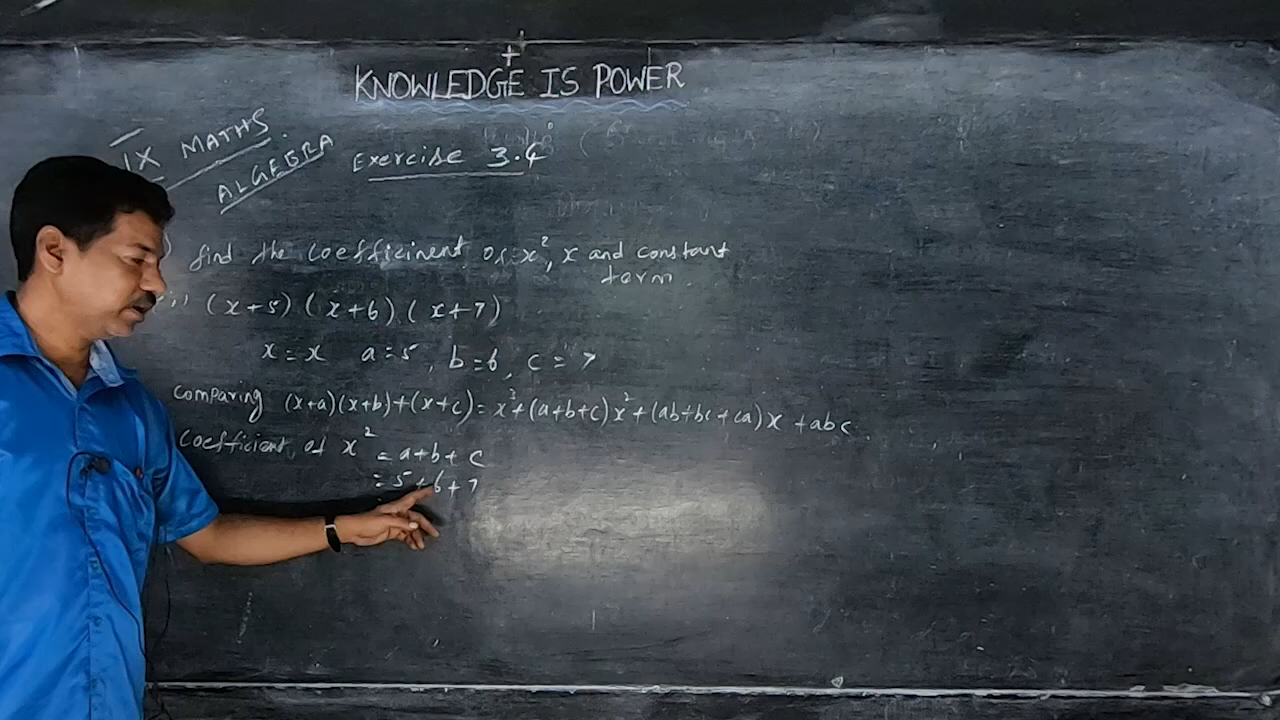 KNOWLEDGE IS POWER
IX MATHS
ALGEBRA
Exercise 3.4
) find the coefficinent of x², x and constant
term.
(x+5) (x+6) (x+7)
x = x a = 5, b = 6, c = 7
Comparing (x+a)(x+b)+(x+c) = x³+(a+b+c)x²+(ab+bc+ca)x +abc.
Coefficient of x² = a+b+c
= 5+6+7